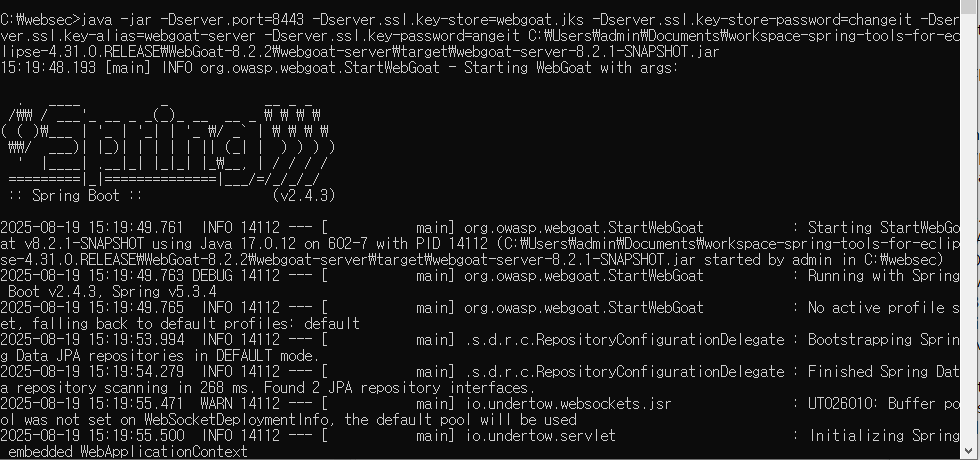 C:\websec>java -jar -Dserver.port=8443 -Dserver.ssl.key-store=webgoat.jks -Dserver.ssl.key-store-password=changeit -Dser
ver.ssl.key-alias=webgoat-server -Dserver.ssl.key-password=angeit C:₩Users₩admin₩Documents₩workspace-spring-tools-for-ec
lipse-4.31.0.RELEASE₩WebGoat-8.2.2₩webgoat-server₩target₩webgoat-server-8.2.1-SNAPSHOT.jar
15:19:48.193 [main] INFO org.owasp.webgoat.StartWebGoat - Starting WebGoat with args:
  .   ____          _            __ _ _
 /₩₩ / ___'_ __ _ _(_)_ __  __ _ ₩ ₩ ₩ ₩
( ( )₩___ | '_ | '_| | '_ ₩/ _` | ₩ ₩ ₩ ₩
 ₩₩/  ___)| |_)| | | | | || (_| |  ) ) ) )
  '  |____| .__|_| |_|_| |_₩__, | / / / /
 =========|_|==============|___/=/_/_/_/
 :: Spring Boot ::                (v2.4.3)
2025-08-19 15:19:49.761  INFO 14112 --- [           main] org.owasp.webgoat.StartWebGoat           : Starting StartWebGo
at v8.2.1-SNAPSHOT using Java 17.0.12 on 602-7 with PID 14112 (C:₩Users₩admin₩Documents₩workspace-spring-tools-for-eclip
se-4.31.0.RELEASE₩WebGoat-8.2.2₩webgoat-server₩target₩webgoat-server-8.2.1-SNAPSHOT.jar started by admin in C:₩websec)
2025-08-19 15:19:49.763 DEBUG 14112 --- [           main] org.owasp.webgoat.StartWebGoat           : Running with Spring
 Boot v2.4.3, Spring v5.3.4
2025-08-19 15:19:49.765  INFO 14112 --- [           main] org.owasp.webgoat.StartWebGoat           : No active profile s
et, falling back to default profiles: default
2025-08-19 15:19:53.994  INFO 14112 --- [           main] .s.d.r.c.RepositoryConfigurationDelegate : Bootstrapping Sprin
g Data JPA repositories in DEFAULT mode.
2025-08-19 15:19:54.279  INFO 14112 --- [           main] .s.d.r.c.RepositoryConfigurationDelegate : Finished Spring Dat
a repository scanning in 268 ms. Found 2 JPA repository interfaces.
2025-08-19 15:19:55.471  WARN 14112 --- [           main] io.undertow.websockets.jsr               : UT026010: Buffer po
ol was not set on WebSocketDeploymentInfo, the default pool will be used
2025-08-19 15:19:55.500  INFO 14112 --- [           main] io.undertow.servlet                      : Initializing Spring
 embedded WebApplicationContext